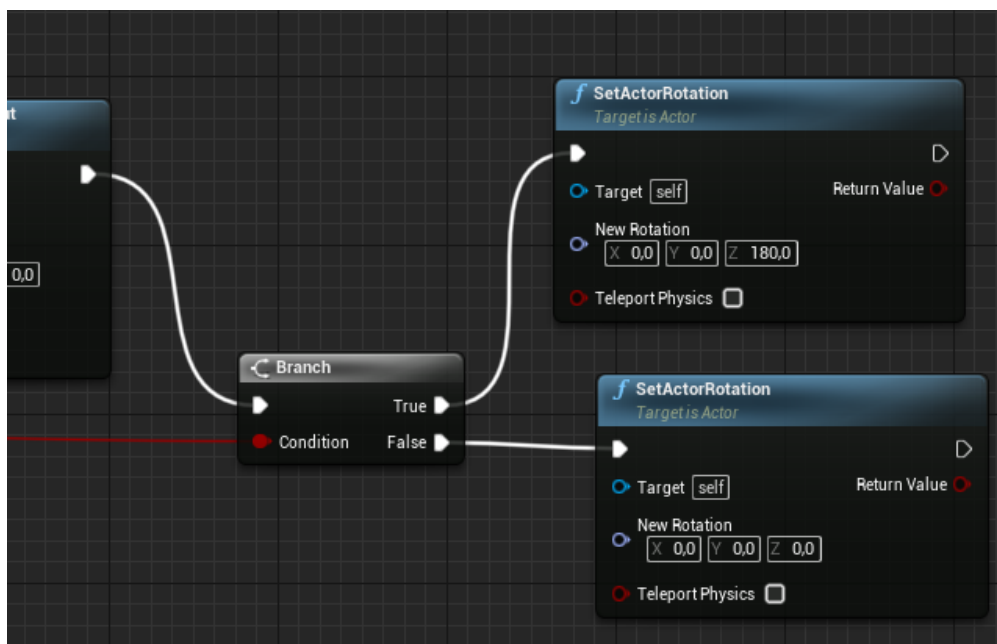 0,0
SetActorRotation
Target is Actor
Target self
Return Value
New Rotation
X 0,0 Y 0,0 Z 180,0
Teleport Physics
Branch
True
Condition False
SetActorRotation
Target is Actor
Target self
Return Value
New Rotation
X 0,0 Y 0,0 Z 0,0
Teleport Physics